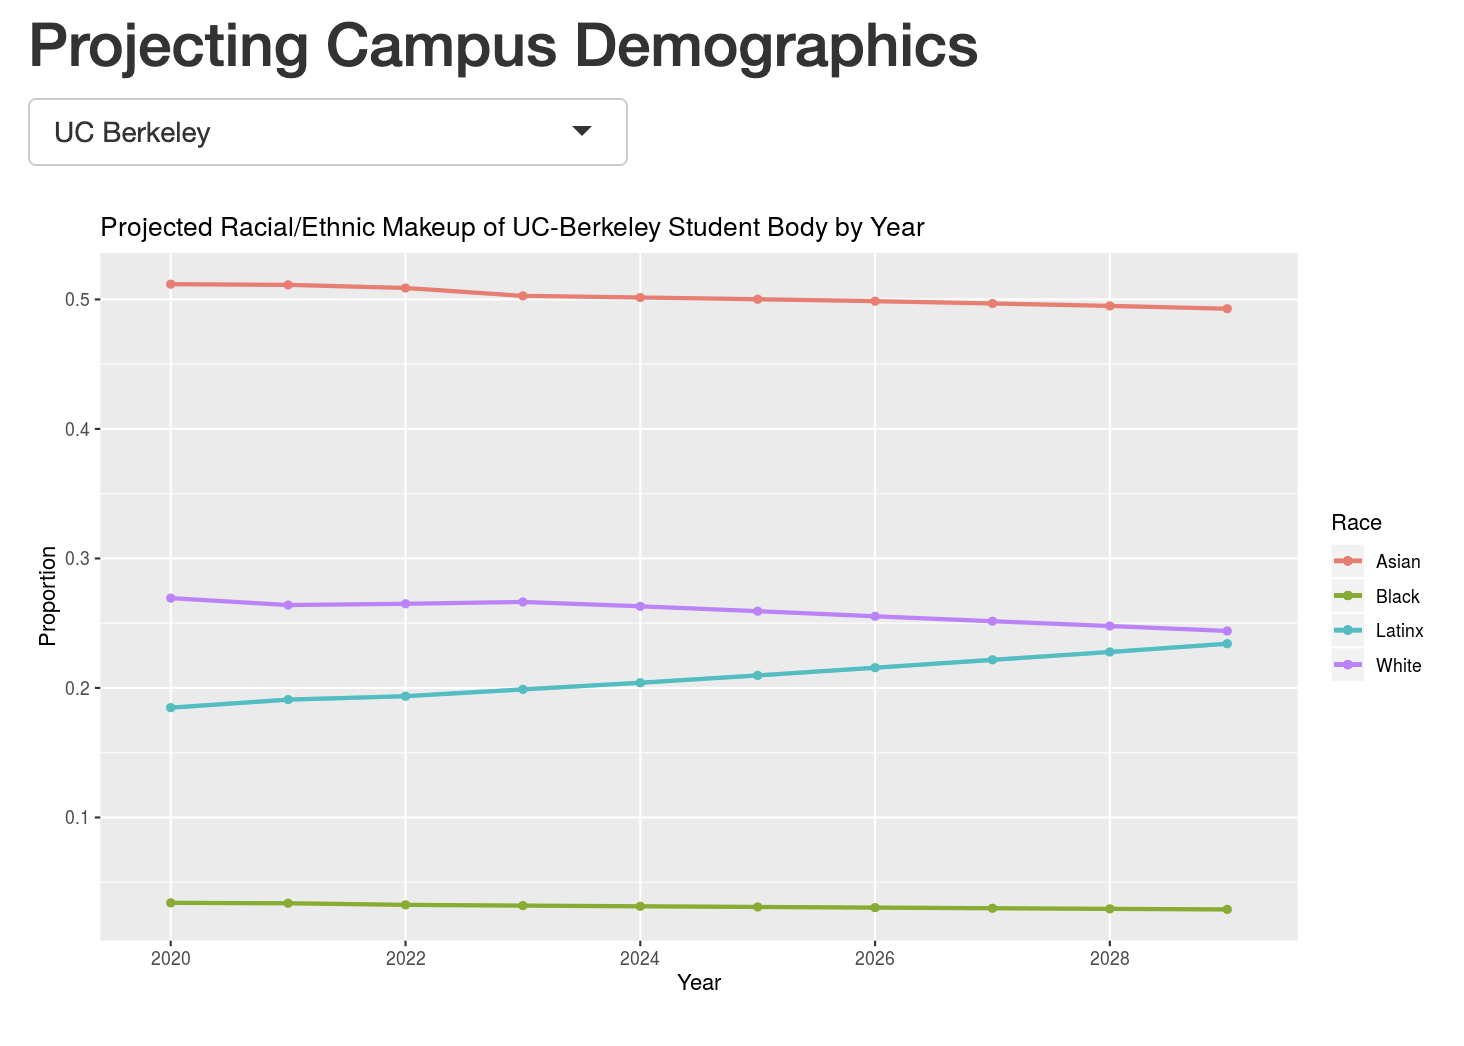 Projecting Campus Demographics
UC Berkeley
Projected Racial/Ethnic Makeup of UC-Berkeley Student Body by Year
0.5
0.4
0.3
0.2
0.1
Proportion
2020 2022 2024 2026 2028
Year
Race
Asian
Black
Latinx
White